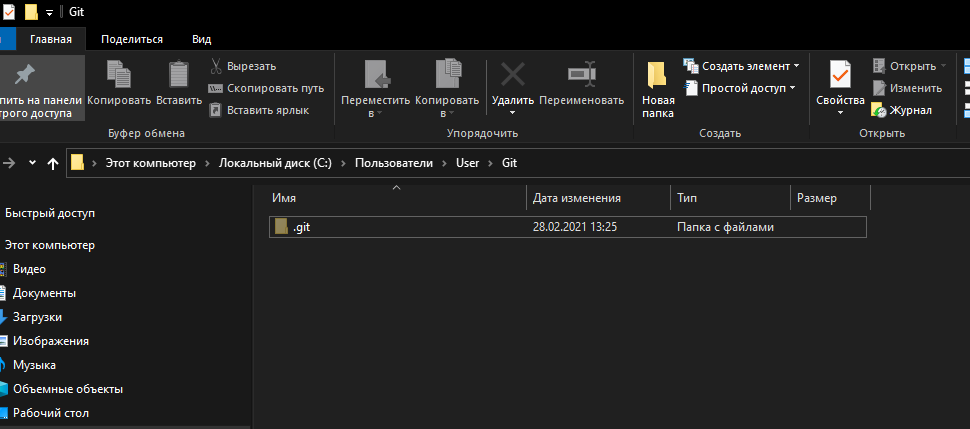 Git
Главная Поделиться Вид
Вырезать
Скопировать путь
Вставить ярлык
Копировать Вставить
пить на панели
трого доступа
Буфер обмена
Переместить в
Копировать в
Удалить Переименовать
Упорядочить
Новая папка
Создать элемент
Простой доступ
Создать
Свойства
Открыть
Изменить
Журнал
Открыть
Этот компьютер Локальный диск (C:) Пользователи User Git
Имя Дата изменения Тип Размер
.git 28.02.2021 13:25 Папка с файлами
Быстрый доступ
Этот компьютер
Видео
Документы
Загрузки
Изображения
Музыка
Объемные объекты
Рабочий стол